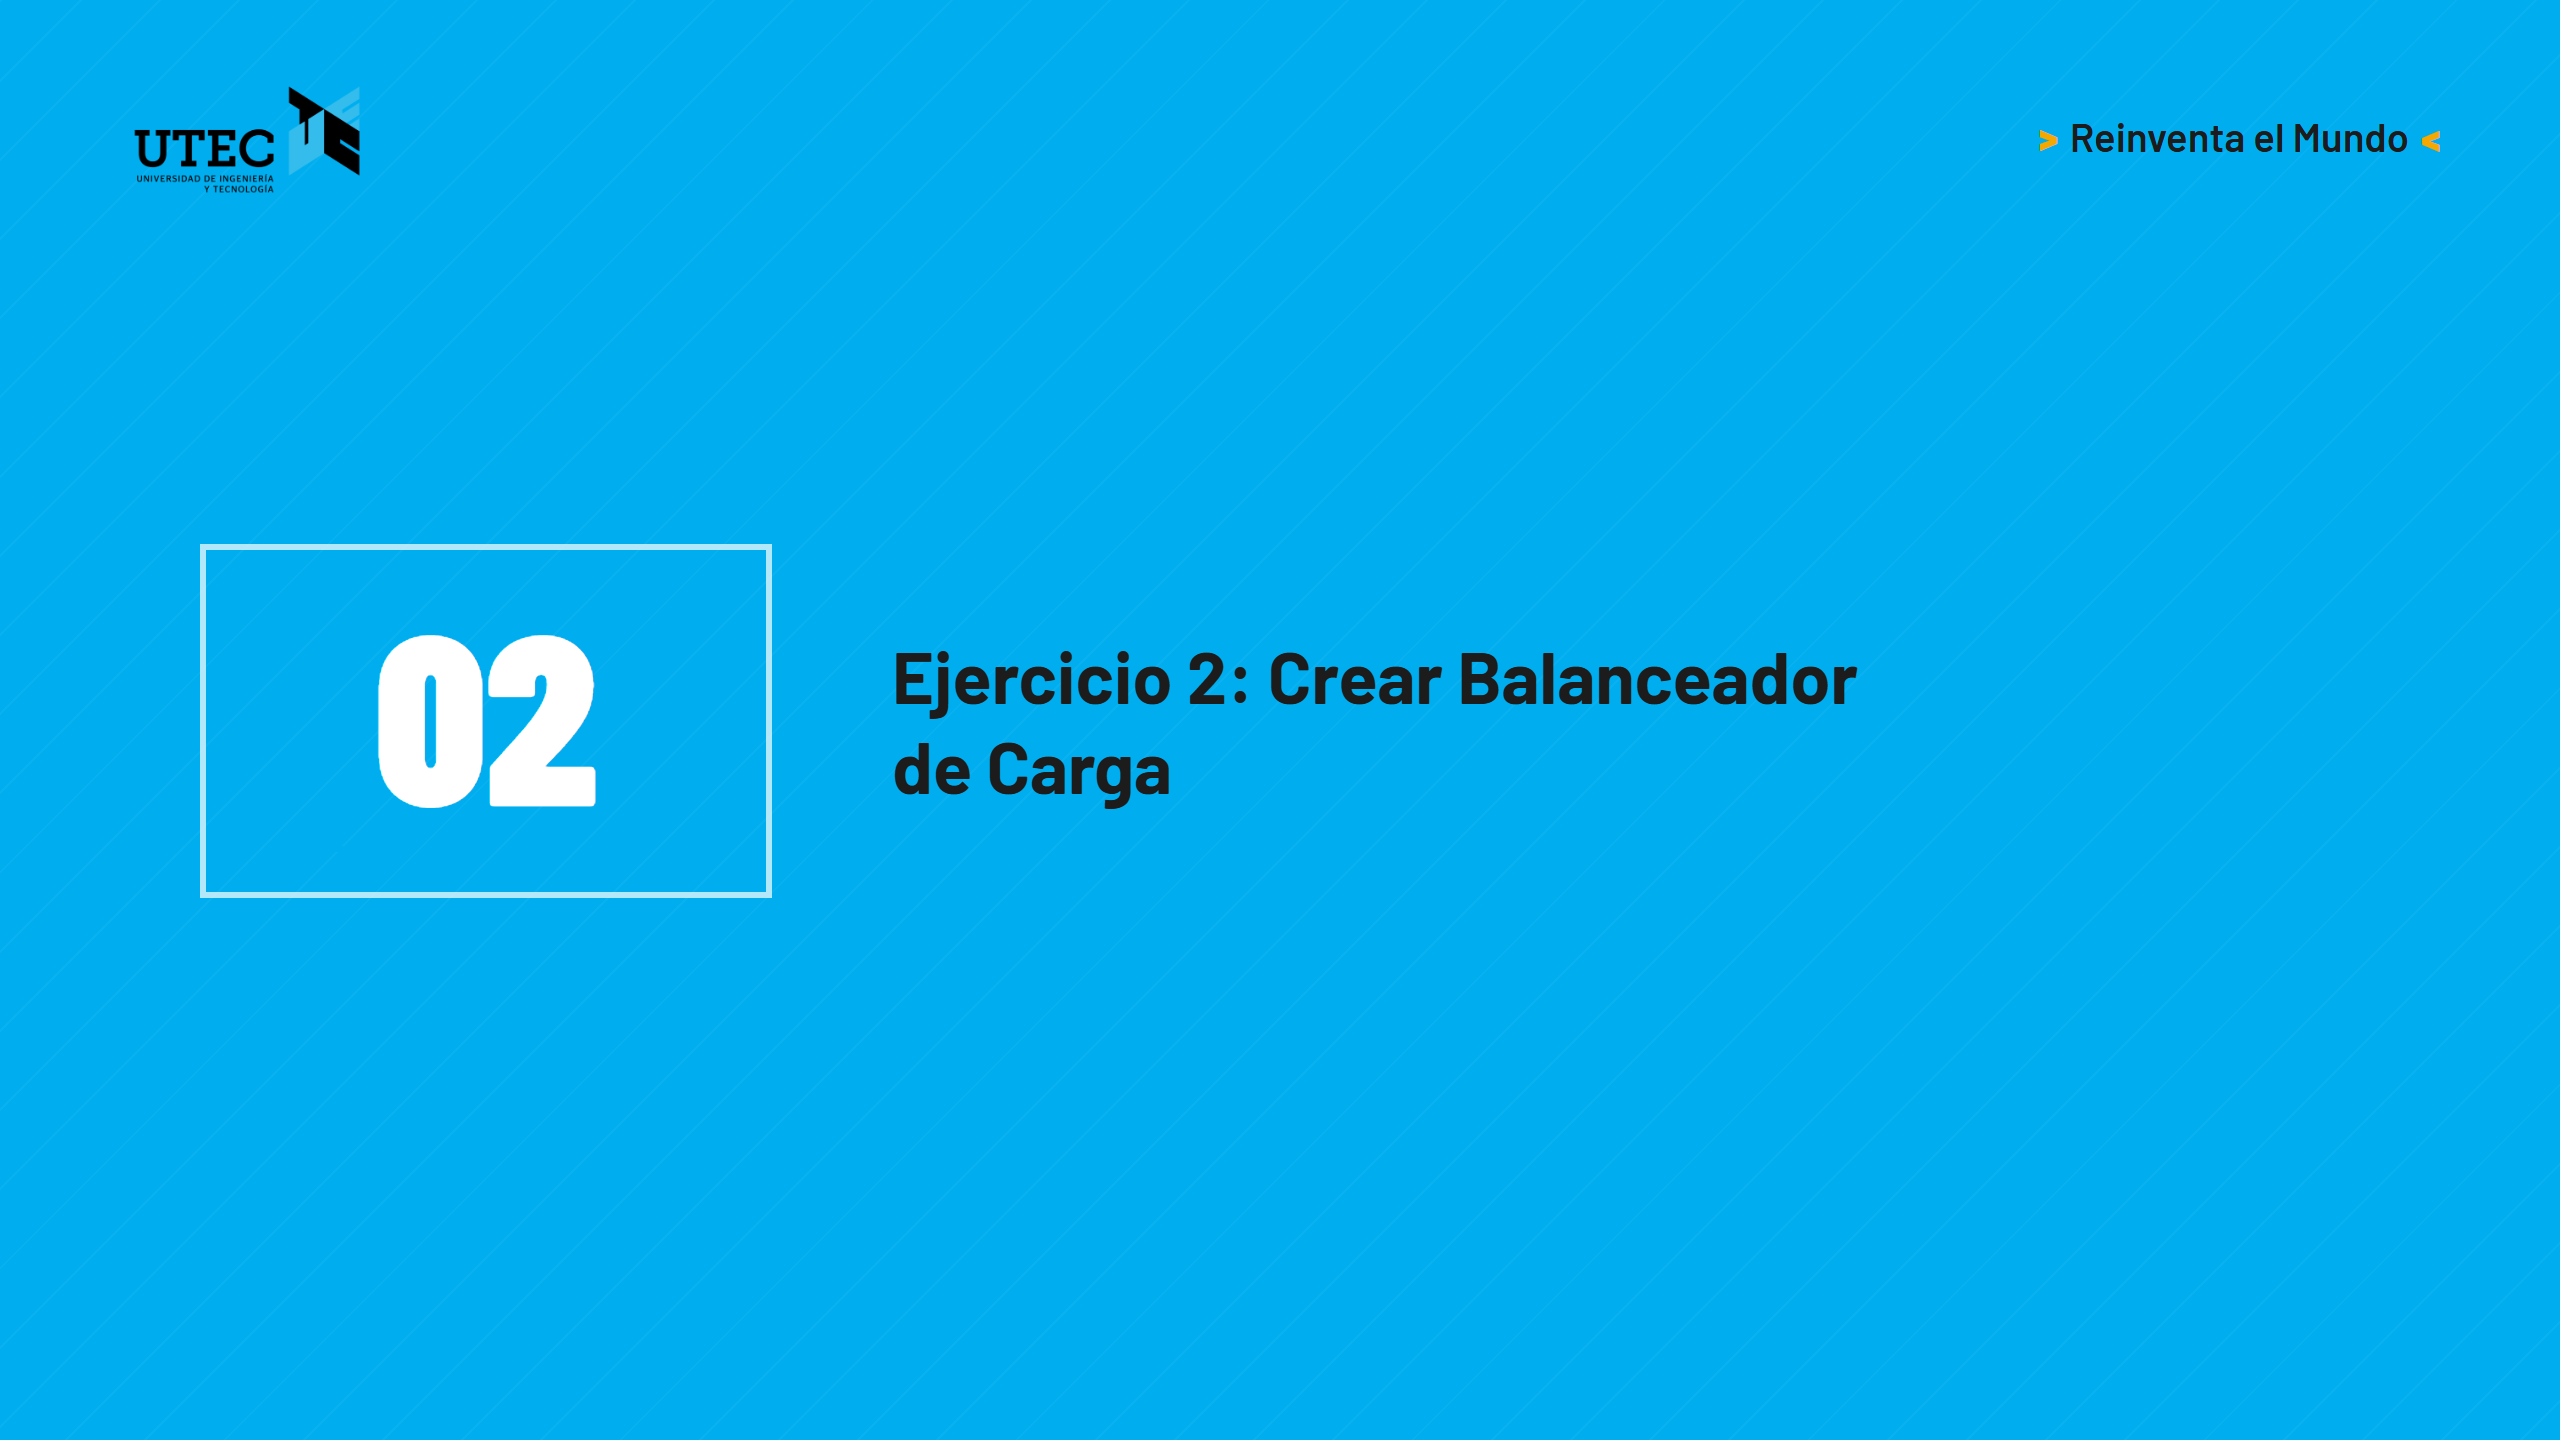 UTEC
UNIVERSIDAD DE INGENIERÍA
Y TECNOLOGÍA
> Reinventa el Mundo <
02
Ejercicio 2: Crear Balanceador
de Carga